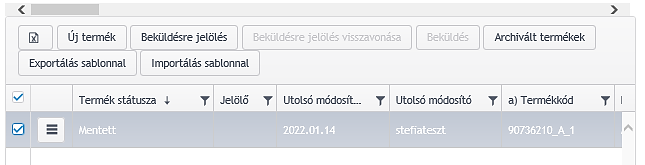 Új termék Beküldésre jelölés Beküldésre jelölés visszavonása Beküldés Archivált termékek
Exportálás sablonnal Importálás sablonnal
Termék státusza ↓ Jelölő Utolsó módosít... Utolsó módosító a) Termékkód
Mentett 2022.01.14 stefiateszt 90736210_A_1